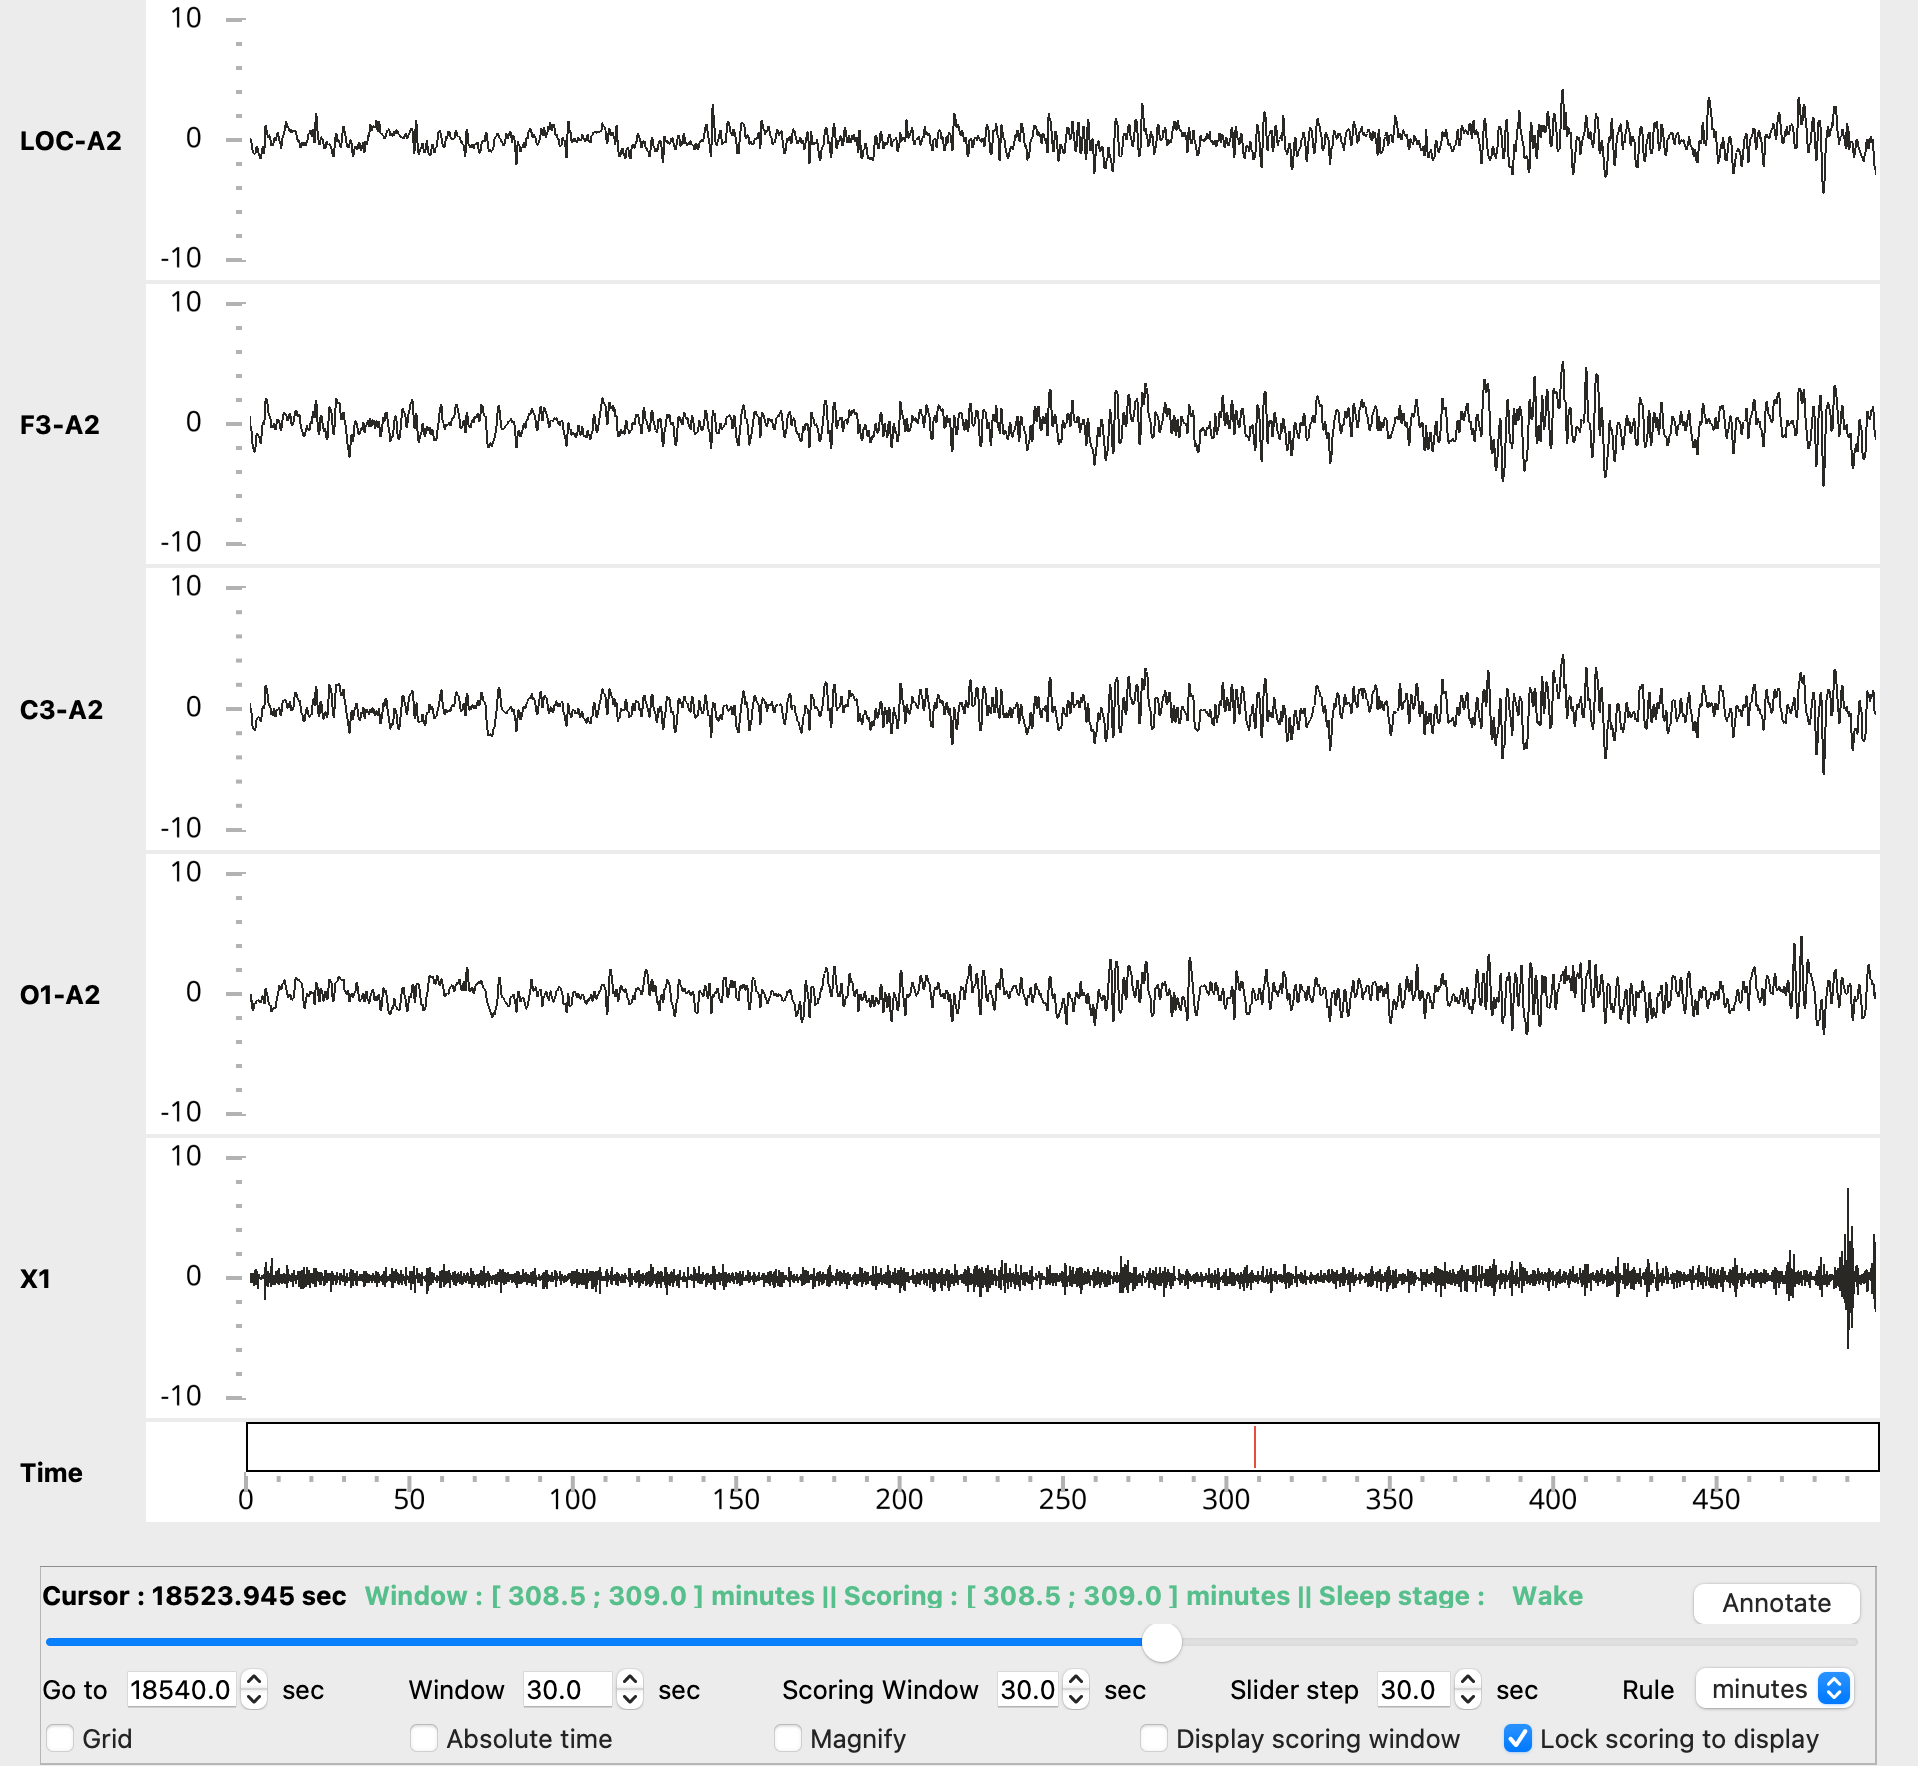 10
LOC-A2
0
-10
10
F3-A2
0
-10
10
C3-A2
0
-10
10
O1-A2
0
-10
10
X1
0
-10
Time
0 50 100 150 200 250 300 350 400 450
Cursor : 18523.945 sec Window : [ 308.5 ; 309.0 ] minutes || Scoring : [ 308.5 ; 309.0 ] minutes || Sleep stage : Wake Annotate
Go to 18540.0 sec Window 30.0 sec Scoring Window 30.0 sec Slider step 30.0 sec Rule minutes
Grid Absolute time Magnify Display scoring window Lock scoring to display